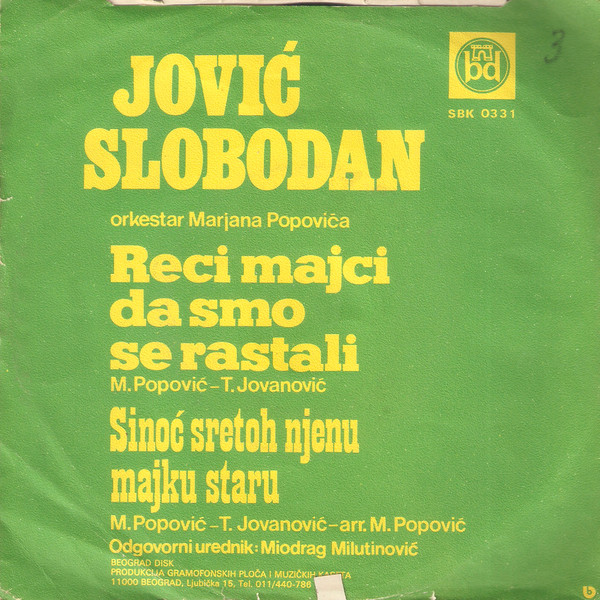 JOVIĆ
SLOBODAN
bd
SBK 0331
3
orkestar Marjana Popovića
Reci majci
da smo
se rastali
M. Popović – T. Jovanović
Sinoć sretoh njenu
majku staru
M. Popović – T. Jovanović – arr. M. Popović
Odgovorni urednik: Miodrag Milutinović
BEOGRAD DISK
PRODUKCIJA GRAMOFONSKIH PLOČA I MUZIČKIH KASETA
11000 BEOGRAD, Ljubička 15, Tel. 011/440-786
b